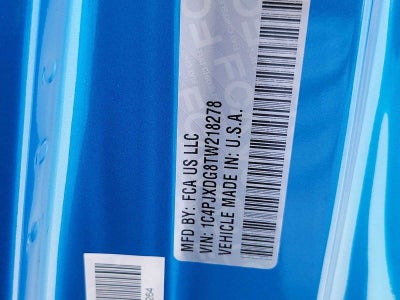 MFD BY: FCA US LLC
VIN: 1C4PJXDG8TW218278
VEHICLE MADE IN: U.S.A.